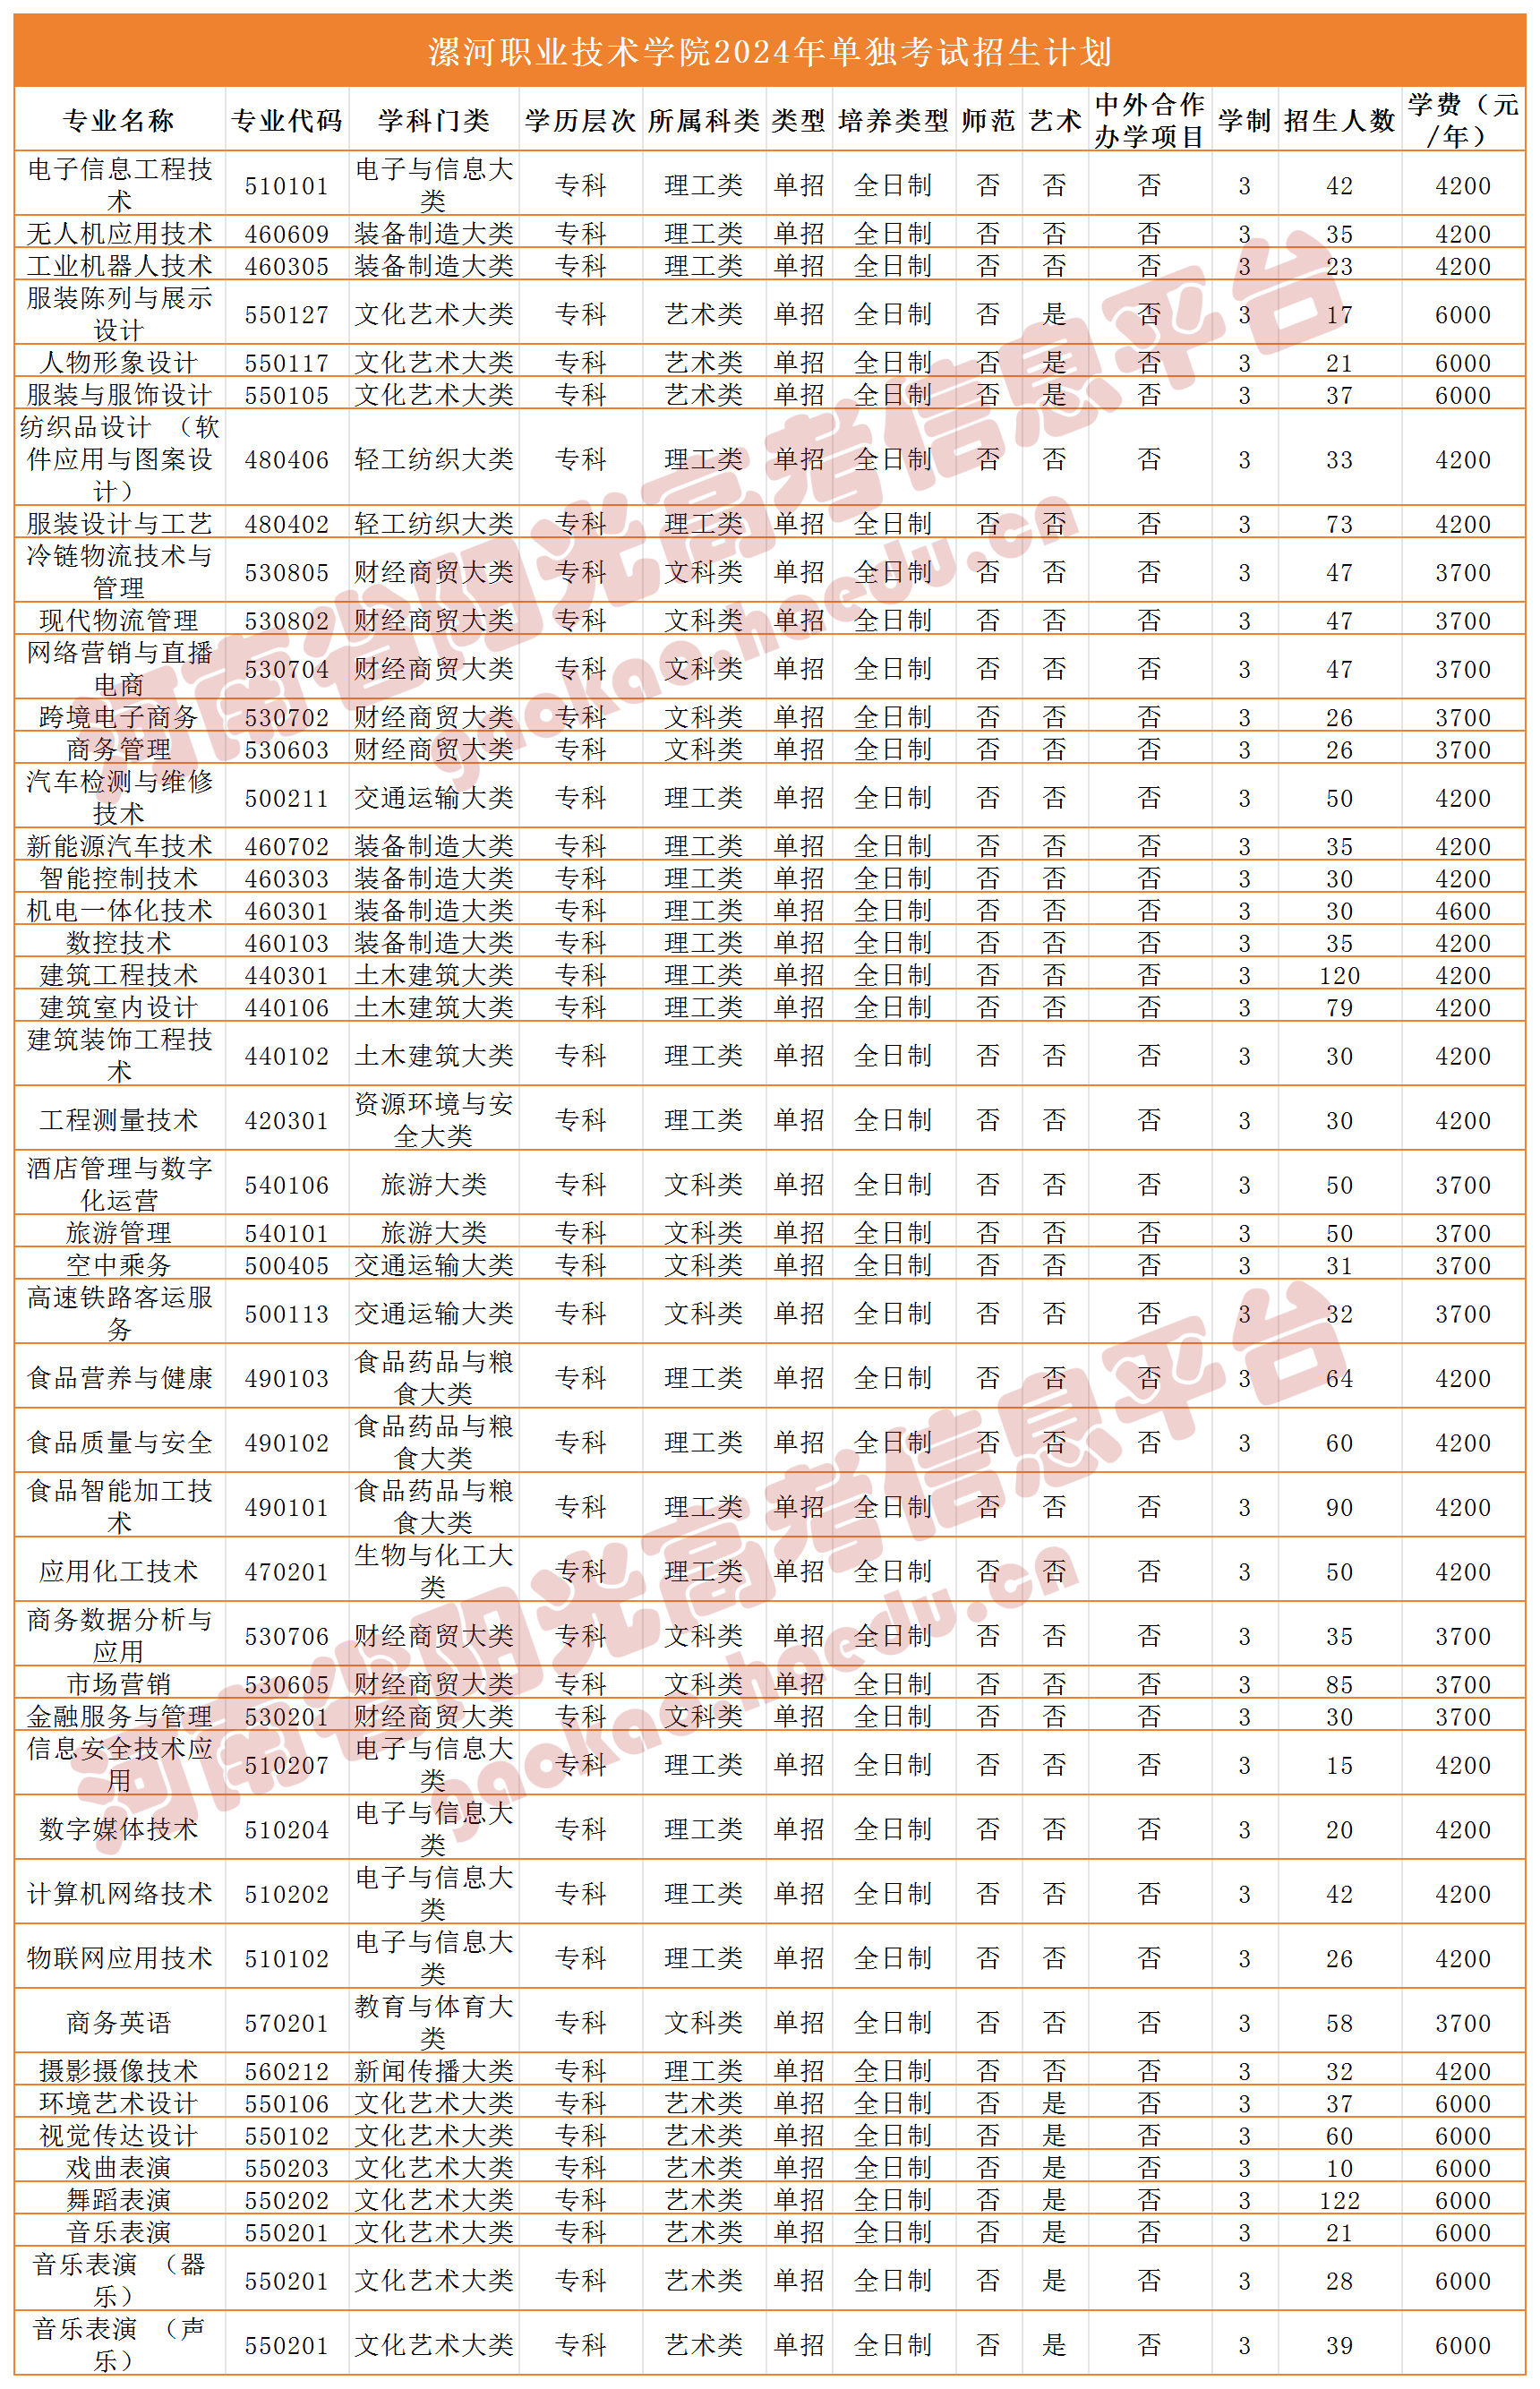 漯河职业技术学院2024年单独考试招生计划
专业名称 专业代码 学科门类 学历层次 所属科类 类型 培养类型 师范 艺术 中外合作办学项目 学制 招生人数 学费（元/年）
电子信息工程技术 510101 电子与信息大类 专科 理工类 单招 全日制 否 否 否 3 42 4200
无人机应用技术 460609 装备制造大类 专科 理工类 单招 全日制 否 否 否 3 35 4200
工业机器人技术 460305 装备制造大类 专科 理工类 单招 全日制 否 否 否 3 23 4200
服装陈列与展示设计 550127 文化艺术大类 专科 艺术类 单招 全日制 否 是 否 3 17 6000
人物形象设计 550117 文化艺术大类 专科 艺术类 单招 全日制 否 是 否 3 21 6000
服装与服饰设计 550105 文化艺术大类 专科 艺术类 单招 全日制 否 是 否 3 37 6000
纺织品设计 （软件应用与图案设计） 480406 轻工纺织大类 专科 理工类 单招 全日制 否 否 否 3 33 4200
服装设计与工艺 480402 轻工纺织大类 专科 理工类 单招 全日制 否 否 否 3 73 4200
冷链物流技术与管理 530805 财经商贸大类 专科 文科类 单招 全日制 否 否 否 3 47 3700
现代物流管理 530802 财经商贸大类 专科 文科类 单招 全日制 否 否 否 3 47 3700
网络营销与直播电商 530704 财经商贸大类 专科 文科类 单招 全日制 否 否 否 3 47 3700
跨境电子商务 530702 财经商贸大类 专科 文科类 单招 全日制 否 否 否 3 26 3700
商务管理 530603 财经商贸大类 专科 文科类 单招 全日制 否 否 否 3 26 3700
汽车检测与维修技术 500211 交通运输大类 专科 理工类 单招 全日制 否 否 否 3 50 4200
新能源汽车技术 460702 装备制造大类 专科 理工类 单招 全日制 否 否 否 3 35 4200
智能控制技术 460303 装备制造大类 专科 理工类 单招 全日制 否 否 否 3 30 4200
机电一体化技术 460301 装备制造大类 专科 理工类 单招 全日制 否 否 否 3 30 4600
数控技术 460103 装备制造大类 专科 理工类 单招 全日制 否 否 否 3 35 4200
建筑工程技术 440301 土木建筑大类 专科 理工类 单招 全日制 否 否 否 3 120 4200
建筑室内设计 440106 土木建筑大类 专科 理工类 单招 全日制 否 否 否 3 79 4200
建筑装饰工程技术 440102 土木建筑大类 专科 理工类 单招 全日制 否 否 否 3 30 4200
工程测量技术 420301 资源环境与安全大类 专科 理工类 单招 全日制 否 否 否 3 30 4200
酒店管理与数字化运营 540106 旅游大类 专科 文科类 单招 全日制 否 否 否 3 50 3700
旅游管理 540101 旅游大类 专科 文科类 单招 全日制 否 否 否 3 50 3700
空中乘务 500405 交通运输大类 专科 文科类 单招 全日制 否 否 否 3 31 3700
高速铁路客运服务 500113 交通运输大类 专科 文科类 单招 全日制 否 否 否 3 32 3700
食品营养与健康 490103 食品药品与粮食大类 专科 理工类 单招 全日制 否 否 否 3 64 4200
食品质量与安全 490102 食品药品与粮食大类 专科 理工类 单招 全日制 否 否 否 3 60 4200
食品智能加工技术 490101 食品药品与粮食大类 专科 理工类 单招 全日制 否 否 否 3 90 4200
应用化工技术 470201 生物与化工大类 专科 理工类 单招 全日制 否 否 否 3 50 4200
商务数据分析与应用 530706 财经商贸大类 专科 文科类 单招 全日制 否 否 否 3 35 3700
市场营销 530605 财经商贸大类 专科 文科类 单招 全日制 否 否 否 3 85 3700
金融服务与管理 530201 财经商贸大类 专科 文科类 单招 全日制 否 否 否 3 30 3700
信息安全技术应用 510207 电子与信息大类 专科 理工类 单招 全日制 否 否 否 3 15 4200
数字媒体技术 510204 电子与信息大类 专科 理工类 单招 全日制 否 否 否 3 20 4200
计算机网络技术 510202 电子与信息大类 专科 理工类 单招 全日制 否 否 否 3 42 4200
物联网应用技术 510102 电子与信息大类 专科 理工类 单招 全日制 否 否 否 3 26 4200
商务英语 570201 教育与体育大类 专科 文科类 单招 全日制 否 否 否 3 58 3700
摄影摄像技术 560212 新闻传播大类 专科 理工类 单招 全日制 否 否 否 3 32 4200
环境艺术设计 550106 文化艺术大类 专科 艺术类 单招 全日制 否 是 否 3 37 6000
视觉传达设计 550102 文化艺术大类 专科 艺术类 单招 全日制 否 是 否 3 60 6000
戏曲表演 550203 文化艺术大类 专科 艺术类 单招 全日制 否 是 否 3 10 6000
舞蹈表演 550202 文化艺术大类 专科 艺术类 单招 全日制 否 是 否 3 122 6000
音乐表演 550201 文化艺术大类 专科 艺术类 单招 全日制 否 是 否 3 21 6000
音乐表演 （器乐） 550201 文化艺术大类 专科 艺术类 单招 全日制 否 是 否 3 28 6000
音乐表演 （声乐） 550201 文化艺术大类 专科 艺术类 单招 全日制 否 是 否 3 39 6000
河南省阳光高考信息平台
gaokao.haedu.cn
河南省阳光高考信息平台
gaokao.haedu.cn